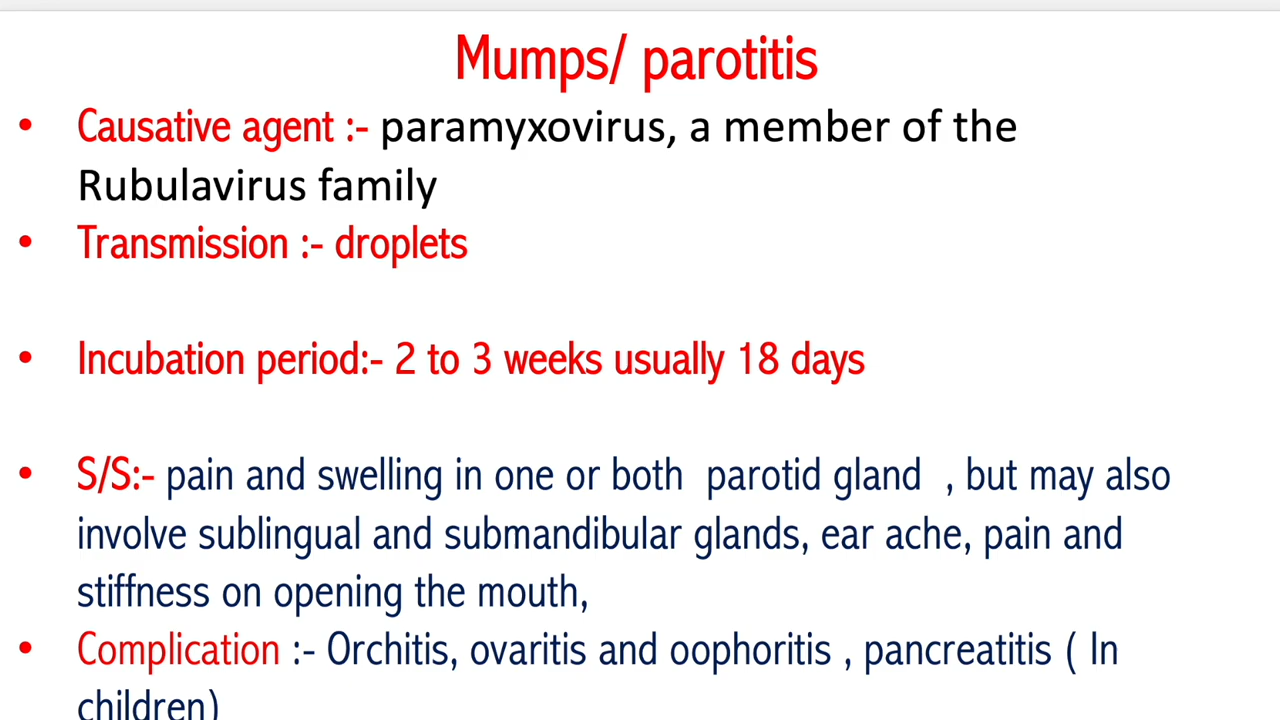 Mumps/ parotitis
• Causative agent :- paramyxovirus, a member of the
Rubulavirus family
• Transmission :- droplets
• Incubation period:- 2 to 3 weeks usually 18 days
• S/S:- pain and swelling in one or both parotid gland , but may also
involve sublingual and submandibular glands, ear ache, pain and
stiffness on opening the mouth,
• Complication :- Orchitis, ovaritis and oophoritis , pancreatitis ( In
children)